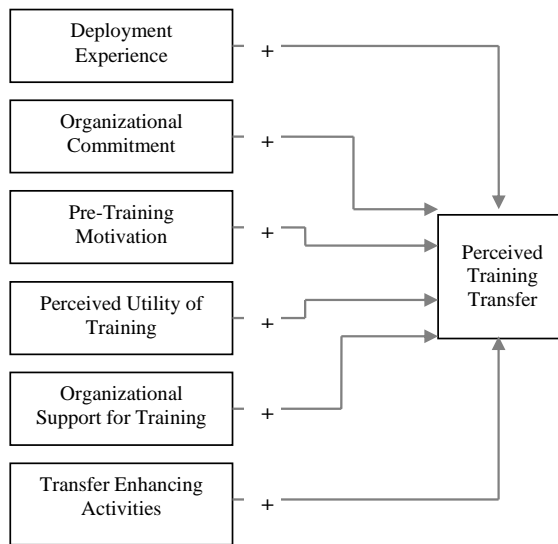 Deployment
Experience
+
Organizational
Commitment
+
Pre-Training
Motivation
+
Perceived Utility of
Training
+
Organizational
Support for Training
+
Transfer Enhancing
Activities
+
Perceived
Training
Transfer